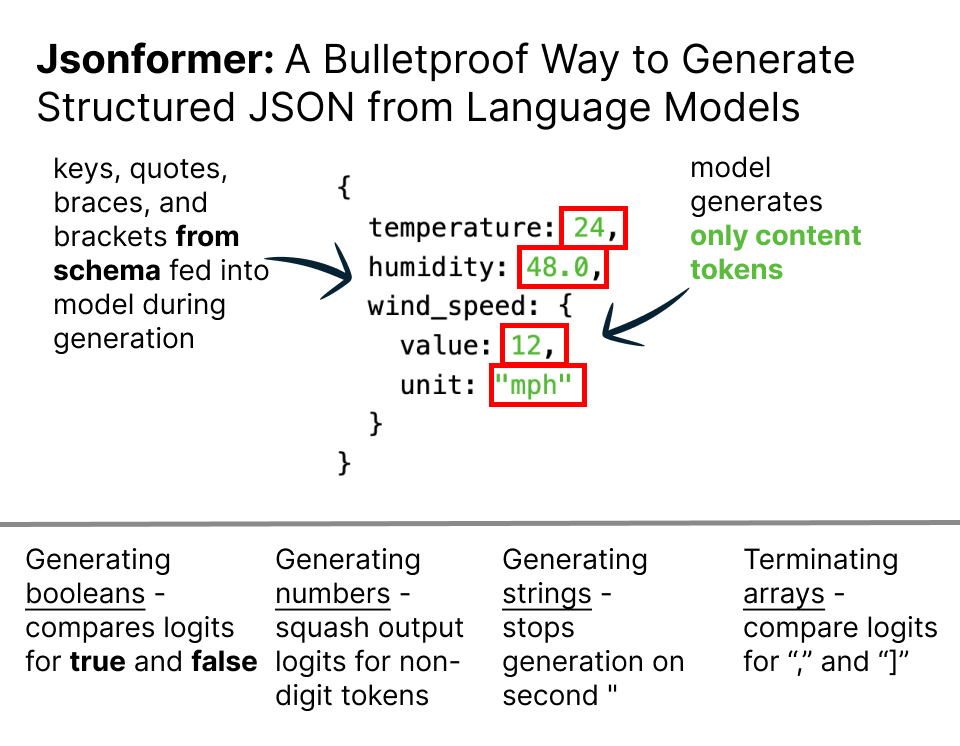 Jsonformer: A Bulletproof Way to Generate
Structured JSON from Language Models
keys, quotes,
braces, and
brackets from
schema fed into
model during
generation
{
temperature: 24,
humidity: 48.0,
wind_speed: {
value: 12,
unit: "mph"
}
}
model
generates
only content
tokens
Generating
booleans -
compares logits
for true and false
Generating
numbers -
squash output
logits for non-
digit tokens
Generating
strings -
stops
generation on
second "
Terminating
arrays -
compare logits
for “,” and “]”